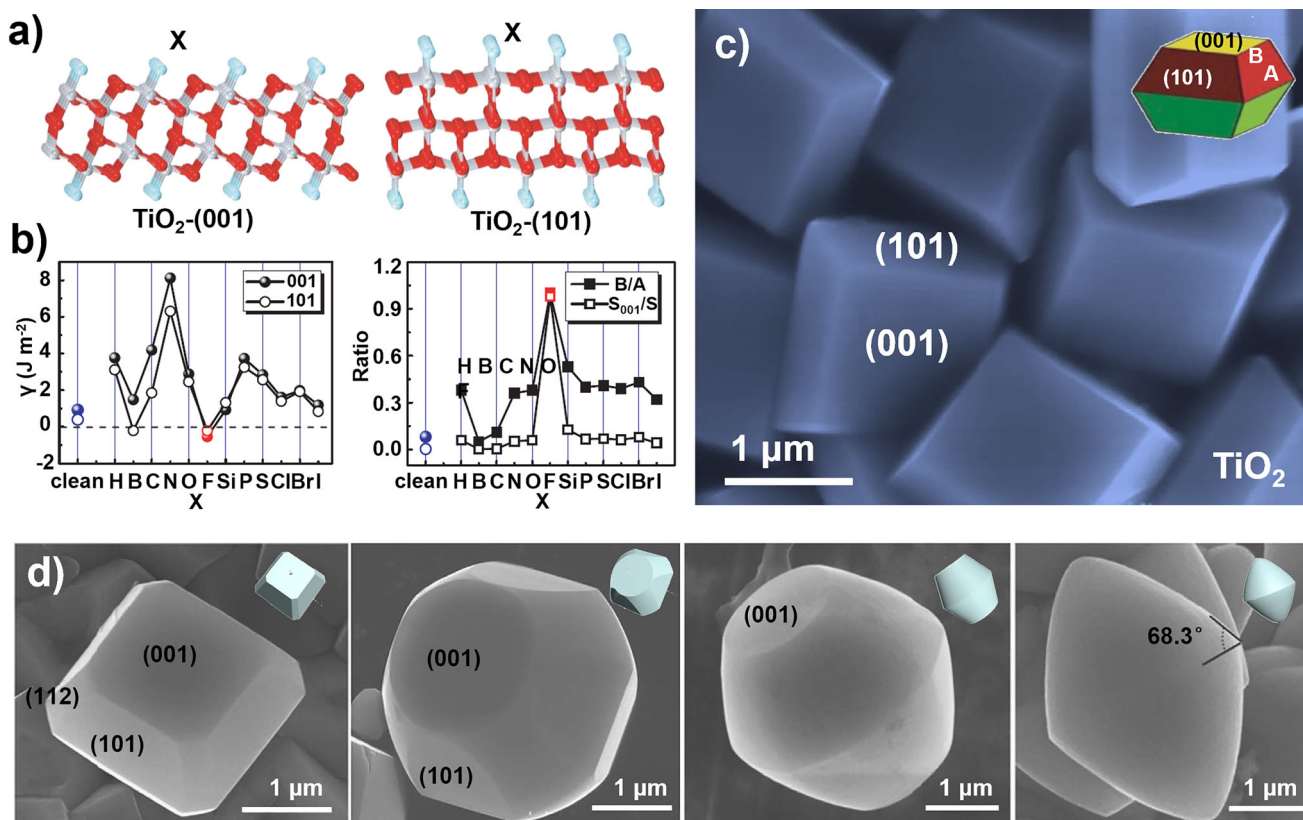 a)
X
X
TiO2-(001)
TiO2-(101)
b)
γ (J m-2)
8
6
4
2
0
-2
001
101
clean H B C N O F Si P S Cl Br I
X
Ratio
1.2
0.9
0.6
0.3
0.0
B/A
S001/S
H B C N O
F
clean H B C N O F Si P S Cl Br I
X
c)
(001)
B
A
(101)
(101)
(001)
1 μm
TiO2
d)
(001)
(112)
(101)
1 μm
(001)
(101)
1 μm
(001)
1 μm
68.3°
1 μm